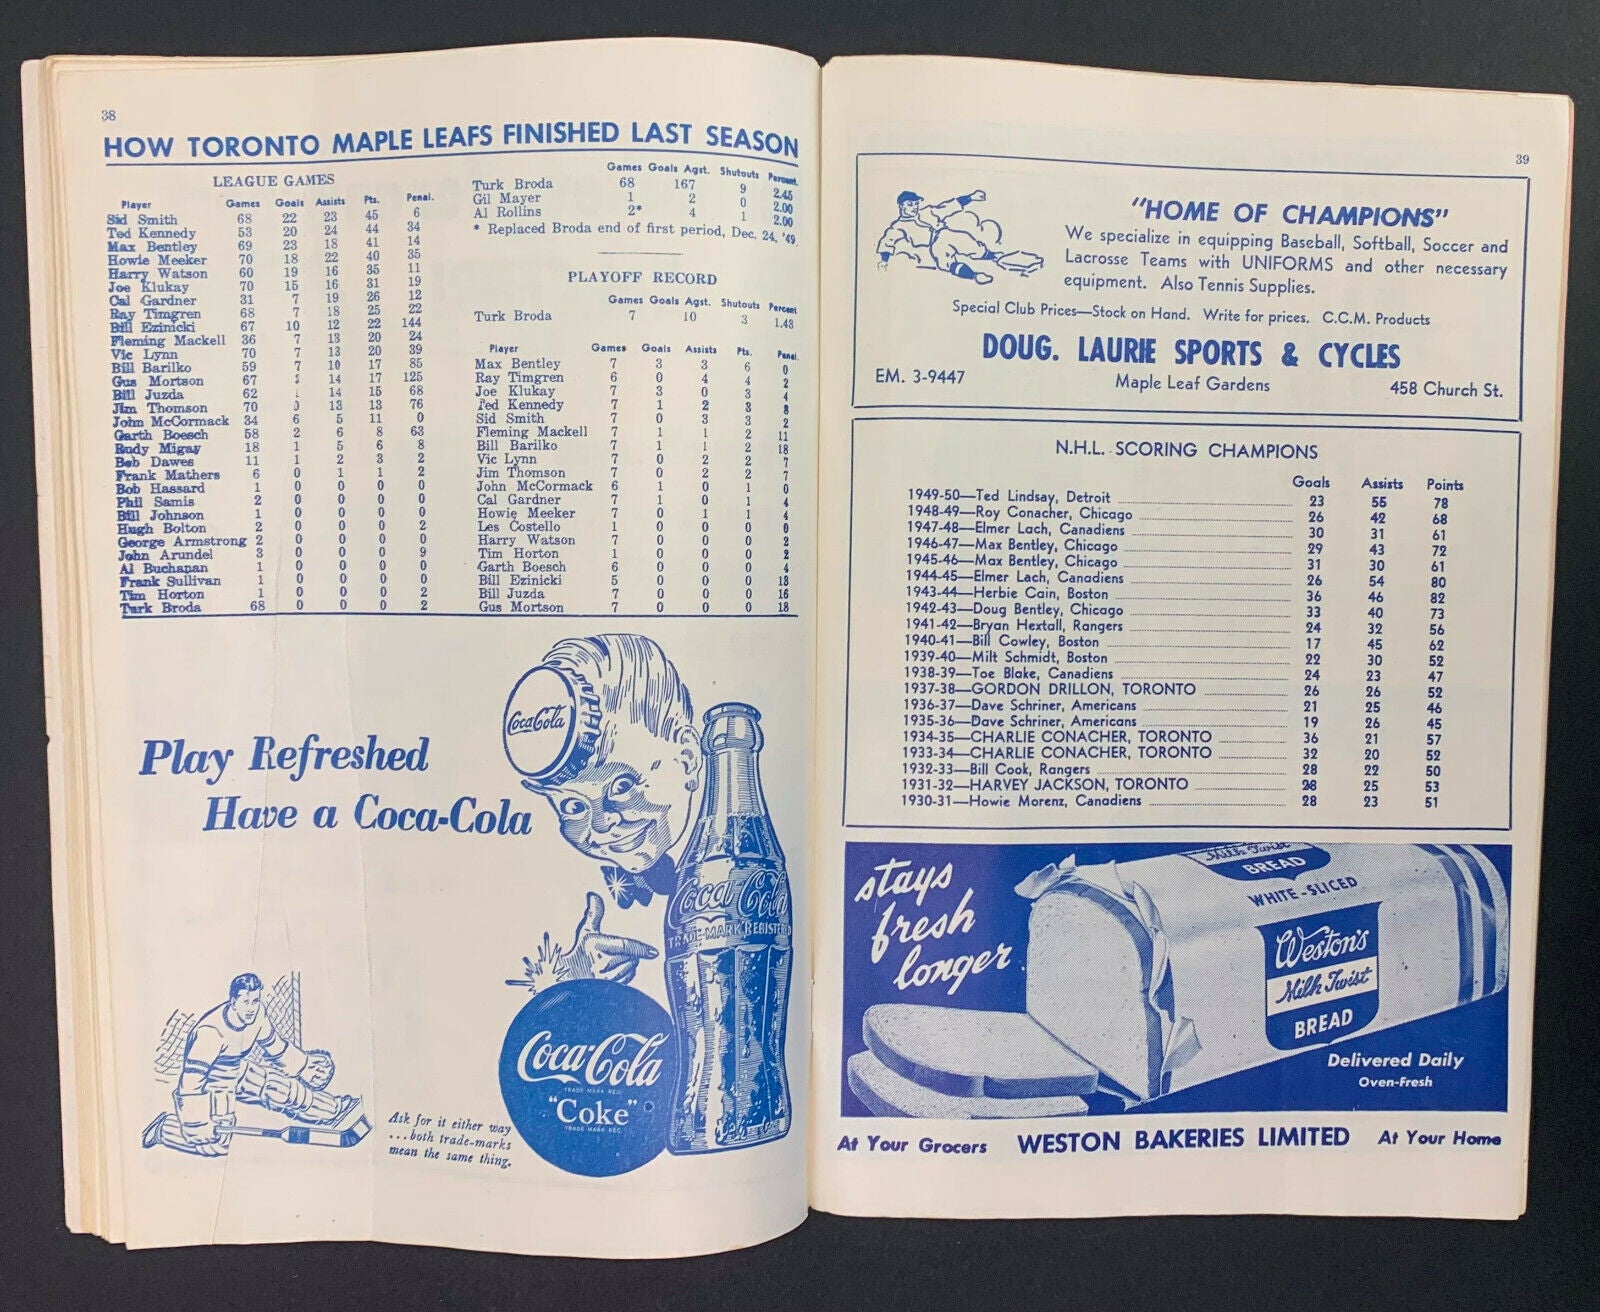 38
HOW TORONTO MAPLE LEAFS FINISHED LAST SEASON
LEAGUE GAMES
Player Games Goals Assists Pts. Penal.
Sid Smith 68 22 23 45 6
Ted Kennedy 53 20 24 44 34
Max Bentley 69 23 18 41 14
Howie Meeker 70 18 22 40 35
Harry Watson 60 19 16 35 11
Joe Klukay 70 15 16 31 19
Cal Gardner 31 7 19 26 12
Ray Timgren 68 7 18 25 22
Bill Ezinicki 67 10 12 22 144
Fleming Mackell 36 7 13 20 24
Vic Lynn 70 7 13 20 39
Bill Barilko 59 7 10 17 85
Gus Mortson 67 14 17 125
Bill Juzda 62 14 15 68
Jim Thomson 70 13 13 76
John McCormack 34 6 5 11 0
Garth Boesch 58 2 6 8 63
Rudy Migay 18 1 5 6 8
Bob Dawes 11 1 2 3 2
Frank Mathers 6 0 1 1 2
Bob Hassard 1 0 0 0 0
Phil Samis 2 0 0 0 0
Bill Johnson 1 0 0 0 0
Hugh Bolton 2 0 0 0 2
George Armstrong 2 0 0 0 0
John Arundel 3 0 0 0 9
Al Buchanan 1 0 0 0 0
Frank Sullivan 1 0 0 0 0
Tim Horton 1 0 0 0 2
Turk Broda 68 0 0 0 2
Games Goals Agst. Shutouts Percent.
Turk Broda 68 167 9 2.45
Gil Mayer 1 2 0 2.00
Al Rollins 2* 4 1 2.00
* Replaced Broda end of first period, Dec. 24, '49
PLAYOFF RECORD
Games Goals Agst. Shutouts Percent
Turk Broda 7 10 3 1.43
Player Games Goals Assists Pts. Penal.
Max Bentley 7 3 3 6 0
Ray Timgren 6 0 4 4 2
Joe Klukay 7 3 0 3 4
Ted Kennedy 7 1 2 3 8
Sid Smith 7 0 3 3 2
Fleming Mackell 7 1 1 2 11
Bill Barilko 7 1 1 2 18
Vic Lynn 7 0 2 2 7
Jim Thomson 7 0 2 2 7
John McCormack 6 1 0 1 0
Cal Gardner 7 1 0 1 4
Howie Meeker 7 0 1 1 4
Les Costello 1 0 0 0 0
Harry Watson 7 0 0 0 2
Tim Horton 1 0 0 0 2
Garth Boesch 6 0 0 0 4
Bill Ezinicki 5 0 0 0 13
Bill Juzda 7 0 0 0 16
Gus Mortson 7 0 0 0 18
Play Refreshed
Have a Coca-Cola
Coca-Cola
Coca-Cola
TRADE-MARK REGISTERED
Coca-Cola
TRADE MARK REG.
"Coke"
TRADE MARK REG.
Ask for it either way
...both trade-marks
mean the same thing.
39
"HOME OF CHAMPIONS"
We specialize in equipping Baseball, Softball, Soccer and
Lacrosse Teams with UNIFORMS and other necessary
equipment. Also Tennis Supplies.
Special Club Prices—Stock on Hand. Write for prices. C.C.M. Products
DOUG. LAURIE SPORTS & CYCLES
EM. 3-9447 Maple Leaf Gardens 458 Church St.
N.H.L. SCORING CHAMPIONS
Goals Assists Points
1949-50—Ted Lindsay, Detroit 23 55 78
1948-49—Roy Conacher, Chicago 26 42 68
1947-48—Elmer Lach, Canadiens 30 31 61
1946-47—Max Bentley, Chicago 29 43 72
1945-46—Max Bentley, Chicago 31 30 61
1944-45—Elmer Lach, Canadiens 26 54 80
1943-44—Herbie Cain, Boston 36 46 82
1942-43—Doug Bentley, Chicago 33 40 73
1941-42—Bryan Hextall, Rangers 24 32 56
1940-41—Bill Cowley, Boston 17 45 62
1939-40—Milt Schmidt, Boston 22 30 52
1938-39—Toe Blake, Canadiens 24 23 47
1937-38—GORDON DRILLON, TORONTO 26 26 52
1936-37—Dave Schriner, Americans 21 25 46
1935-36—Dave Schriner, Americans 19 26 45
1934-35—CHARLIE CONACHER, TORONTO 36 21 57
1933-34—CHARLIE CONACHER, TORONTO 32 20 52
1932-33—Bill Cook, Rangers 28 22 50
1931-32—HARVEY JACKSON, TORONTO 28 25 53
1930-31—Howie Morenz, Canadiens 28 23 51
stays
fresh
longer
Milk Twist
BREAD
WHITE-SLICED
Weston's
Milk Twist
BREAD
Delivered Daily
Oven-Fresh
At Your Grocers WESTON BAKERIES LIMITED At Your Home